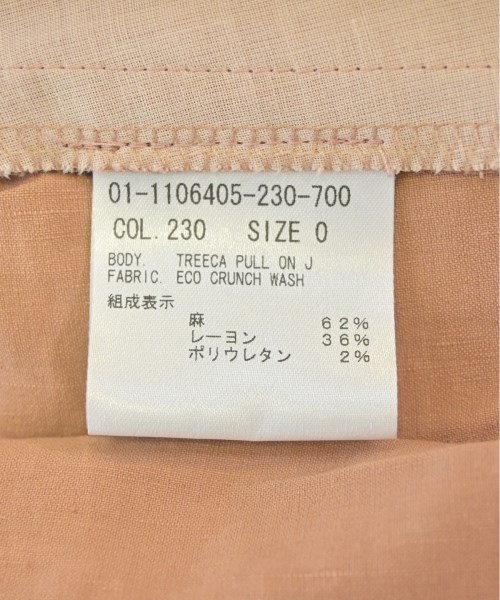 01-1106405-230-700
COL. 230 SIZE 0
BODY. TREECA PULL ON J
FABRIC. ECO CRUNCH WASH
組成表示
麻 62%
レーヨン 36%
ポリウレタン 2%